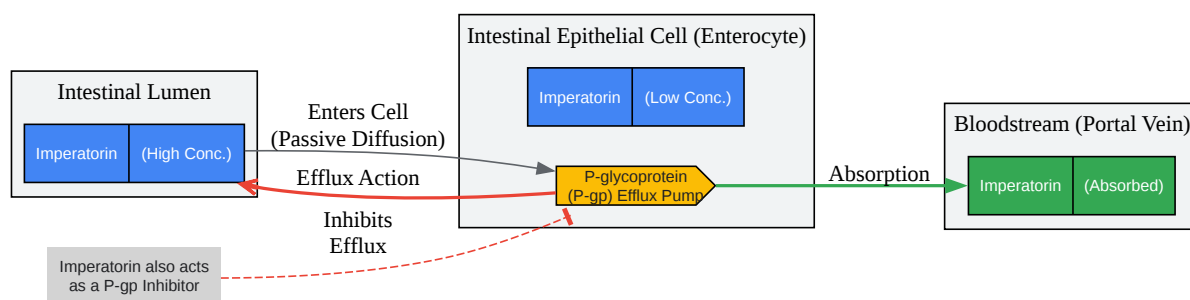 Intestinal Lumen
Imperatorin
(High Conc.)
Enters Cell
(Passive Diffusion)
Efflux Action
Inhibits
Efflux
Imperatorin also acts
as a P-gp Inhibitor
Intestinal Epithelial Cell (Enterocyte)
Imperatorin
(Low Conc.)
P-glycoprotein
(P-gp) Efflux Pump
Absorption
Bloodstream (Portal Vein)
Imperatorin
(Absorbed)